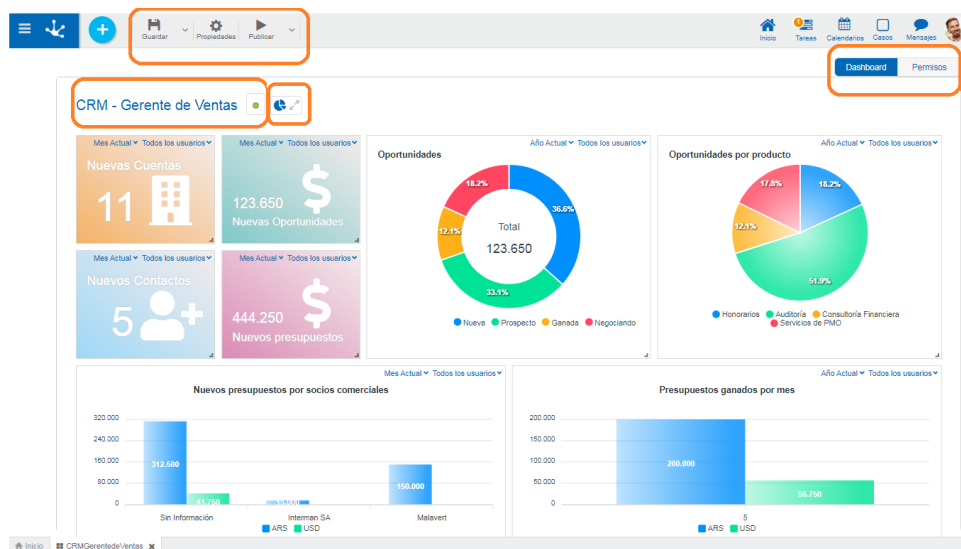 Guardar Propiedades Publicar
Inicio Tareas Calendarios Casos Mensajes
1
Dashboard Permisos
CRM - Gerente de Ventas
Mes Actual Todos los usuarios
Nuevas Cuentas
11
Mes Actual Todos los usuarios
123.650
Nuevas Oportunidades
Mes Actual Todos los usuarios
Nuevos Contactos
5
Mes Actual Todos los usuarios
444.250
Nuevos presupuestos
Año Actual Todos los usuarios
Oportunidades
18.2%
36.6%
12.1%
33.1%
Total
123.650
Nueva Prospecto Ganada Negociando
Año Actual Todos los usuarios
Oportunidades por producto
17.8%
18.2%
12.1%
51.9%
Honorarios Auditoría Consultoría Financiera
Servicios de PMO
Mes Actual Todos los usuarios
Nuevos presupuestos por socios comerciales
320.000
240.000
160.000
80.000
0
312.500
41.750
15.000
150.000
Sin Información Interman SA Malavert
ARS USD
Año Actual Todos los usuarios
Presupuestos ganados por mes
200.000
150.000
100.000
50.000
0
200.000
56.750
5
ARS USD
Inicio CRMGerentedeVentas